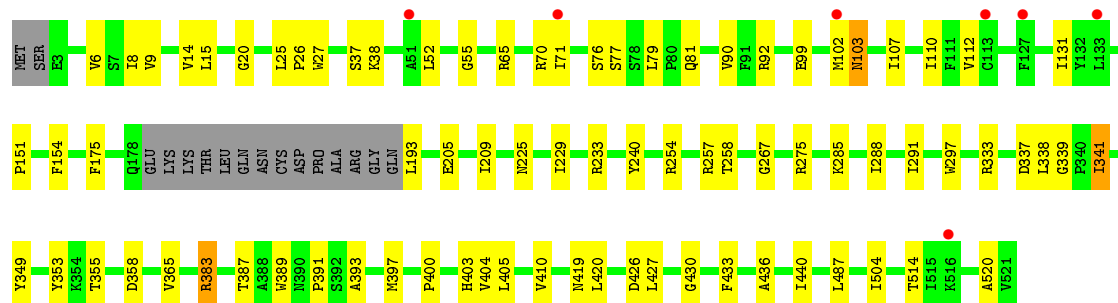 MET SER E3 V6 S7 I8 V9 V14 L15 G20 L25 P26 W27 S37 K38 A51 L52 G55 R65 R70 I71 S76 S77 S78 L79 P80 Q81 V90 F91 R92 E99 M102 N103 I107 I110 F111 V112 C113 F127 I131 Y132 L133
P151 F154 F175 Q178 GLU LYS LYS THR LEU GLN ASN CYS ASP PRO ALA ARG GLY GLN L193 E205 I209 N225 I229 R233 Y240 R254 R257 T258 G267 R275 K285 I288 I291 W297 R333 D337 L338 G339 P340 I341
Y349 Y353 K354 T355 D358 V365 R383 T387 A388 W389 N390 P391 S392 A393 M397 P400 H403 V404 L405 V410 N419 L420 D426 L427 G430 F433 A436 I440 L487 I504 T514 I515 K516 A520 V521